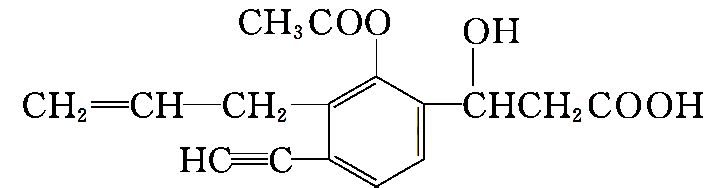 CH₃COO OH
CH₂=CH—CH₂ CHCH₂COOH
HC≡C